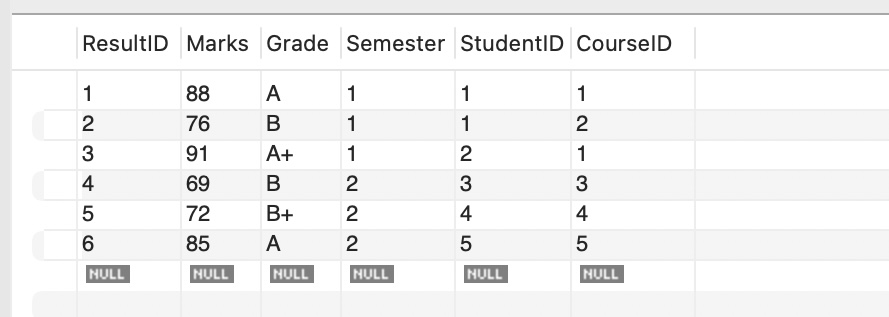 ResultID Marks Grade Semester StudentID CourseID
1 88 A 1 1 1
2 76 B 1 1 2
3 91 A+ 1 2 1
4 69 B 2 3 3
5 72 B+ 2 4 4
6 85 A 2 5 5
NULL NULL NULL NULL NULL NULL